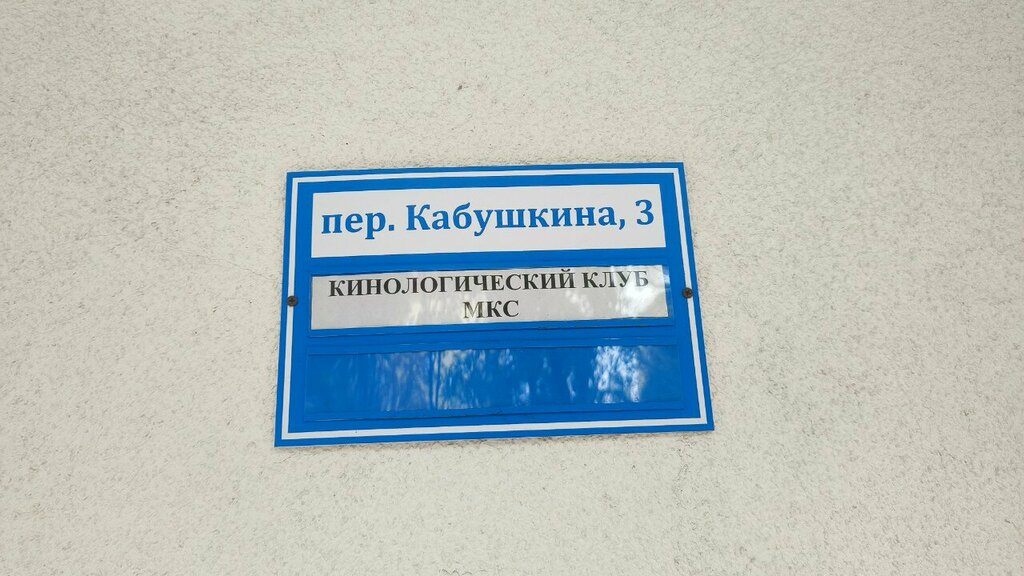 пер. Кабушкина, 3
КИНОЛОГИЧЕСКИЙ КЛУБ
МКС